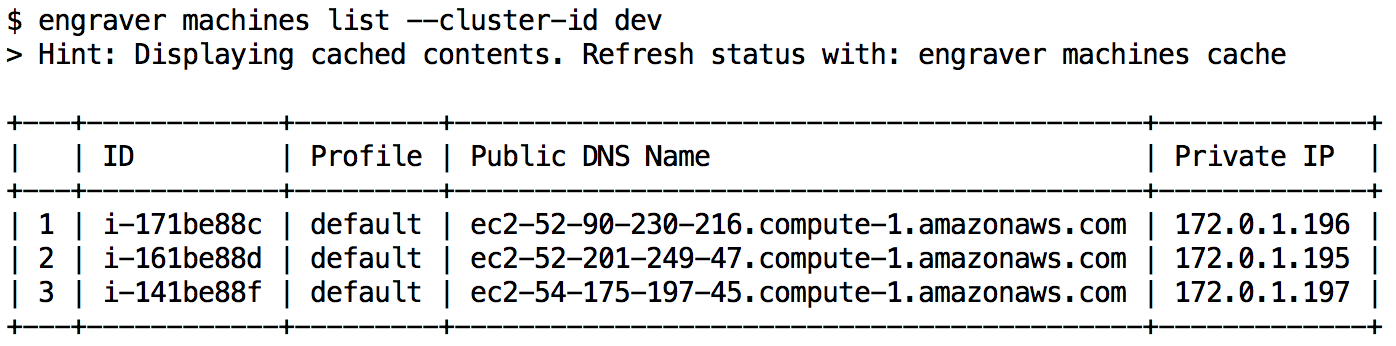 $ engraver machines list --cluster-id dev
> Hint: Displaying cached contents. Refresh status with: engraver machines cache
+---+------------+----------+-------------------------------------------+-------------+
|   | ID         | Profile | Public DNS Name                           | Private IP  |
+---+------------+----------+-------------------------------------------+-------------+
| 1 | i-171be88c | default | ec2-52-90-230-216.compute-1.amazonaws.com | 172.0.1.196 |
| 2 | i-161be88d | default | ec2-52-201-249-47.compute-1.amazonaws.com | 172.0.1.195 |
| 3 | i-141be88f | default | ec2-54-175-197-45.compute-1.amazonaws.com | 172.0.1.197 |
+---+------------+----------+-------------------------------------------+-------------+